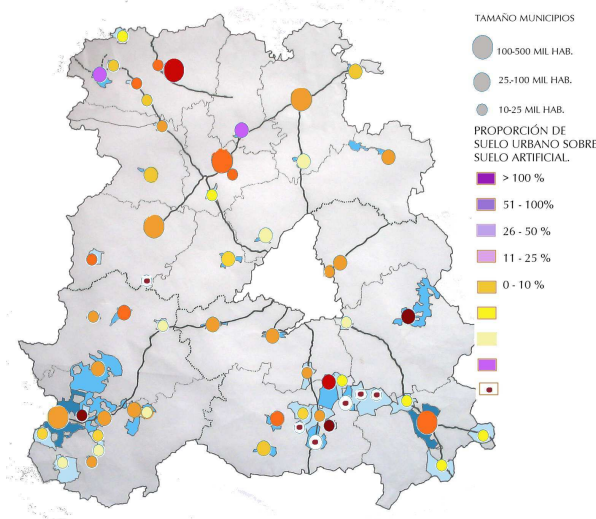 TAMAÑO MUNICIPIOS
100-500 MIL HAB.
25,-100 MIL HAB.
10-25 MIL HAB.
PROPORCIÓN DE
SUELO URBANO SOBRE
SUELO ARTIFICIAL.
> 100 %
51 - 100%
26 - 50 %
11 - 25 %
0 - 10 %